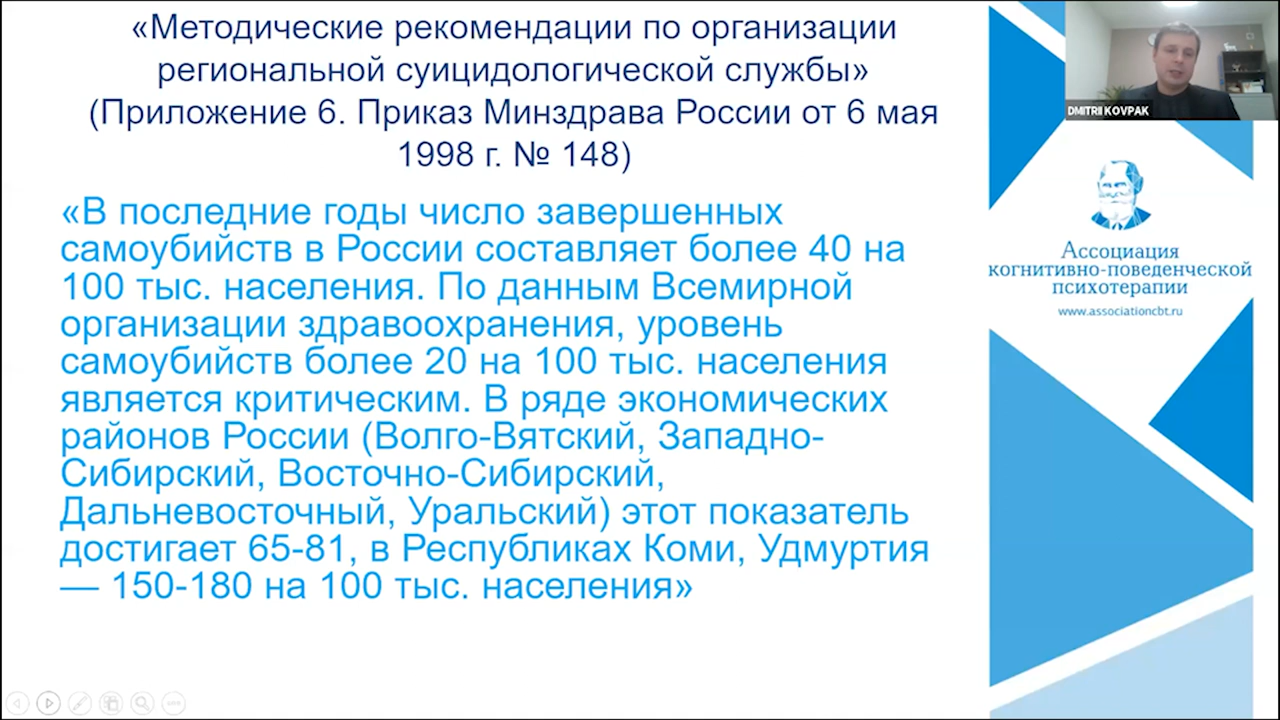 «Методические рекомендации по организации
региональной суицидологической службы»
(Приложение 6. Приказ Минздрава России от 6 мая
1998 г. № 148)
«В последние годы число завершенных
самоубийств в России составляет более 40 на
100 тыс. населения. По данным Всемирной
организации здравоохранения, уровень
самоубийств более 20 на 100 тыс. населения
является критическим. В ряде экономических
районов России (Волго-Вятский, Западно-
Сибирский, Восточно-Сибирский,
Дальневосточный, Уральский) этот показатель
достигает 65-81, в Республиках Коми, Удмуртия
— 150-180 на 100 тыс. населения»
DMITRII KOVPAK
Ассоциация
когнитивно-поведенческой
психотерапии
www.associationcbt.ru